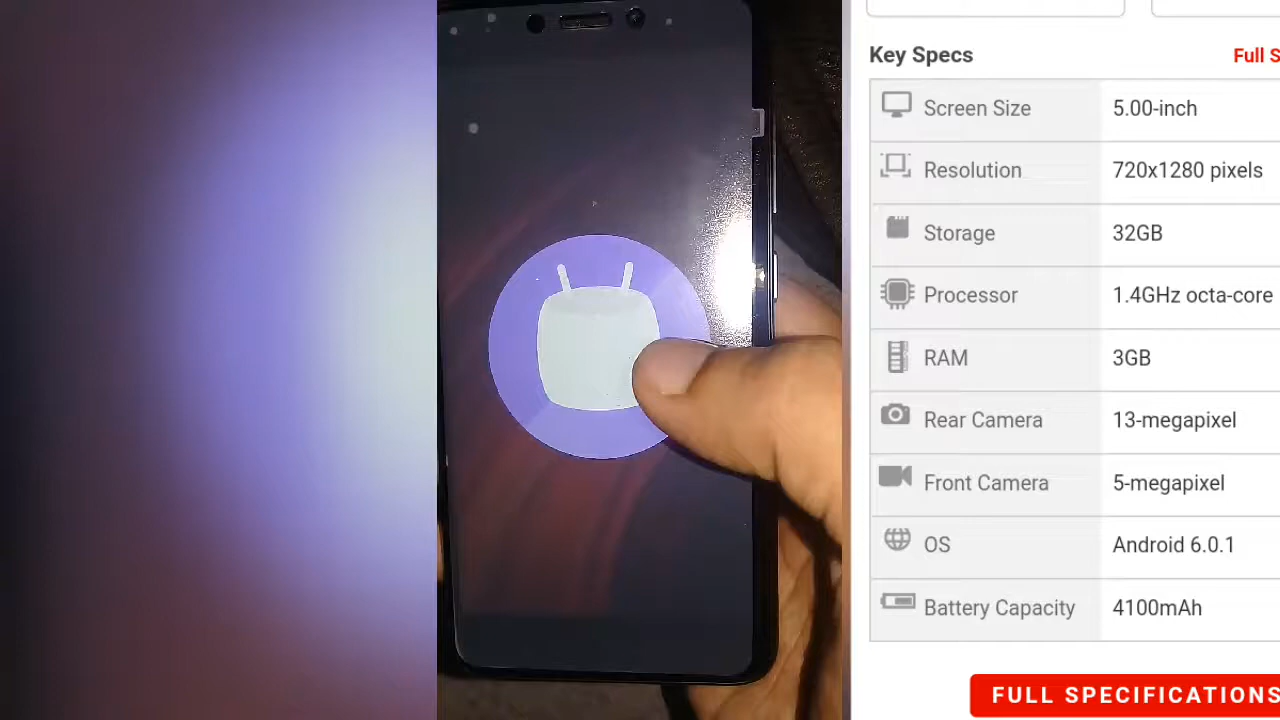 Key Specs Full S
Screen Size 5.00-inch
Resolution 720x1280 pixels
Storage 32GB
Processor 1.4GHz octa-core
RAM 3GB
Rear Camera 13-megapixel
Front Camera 5-megapixel
OS Android 6.0.1
Battery Capacity 4100mAh
FULL SPECIFICATIONS